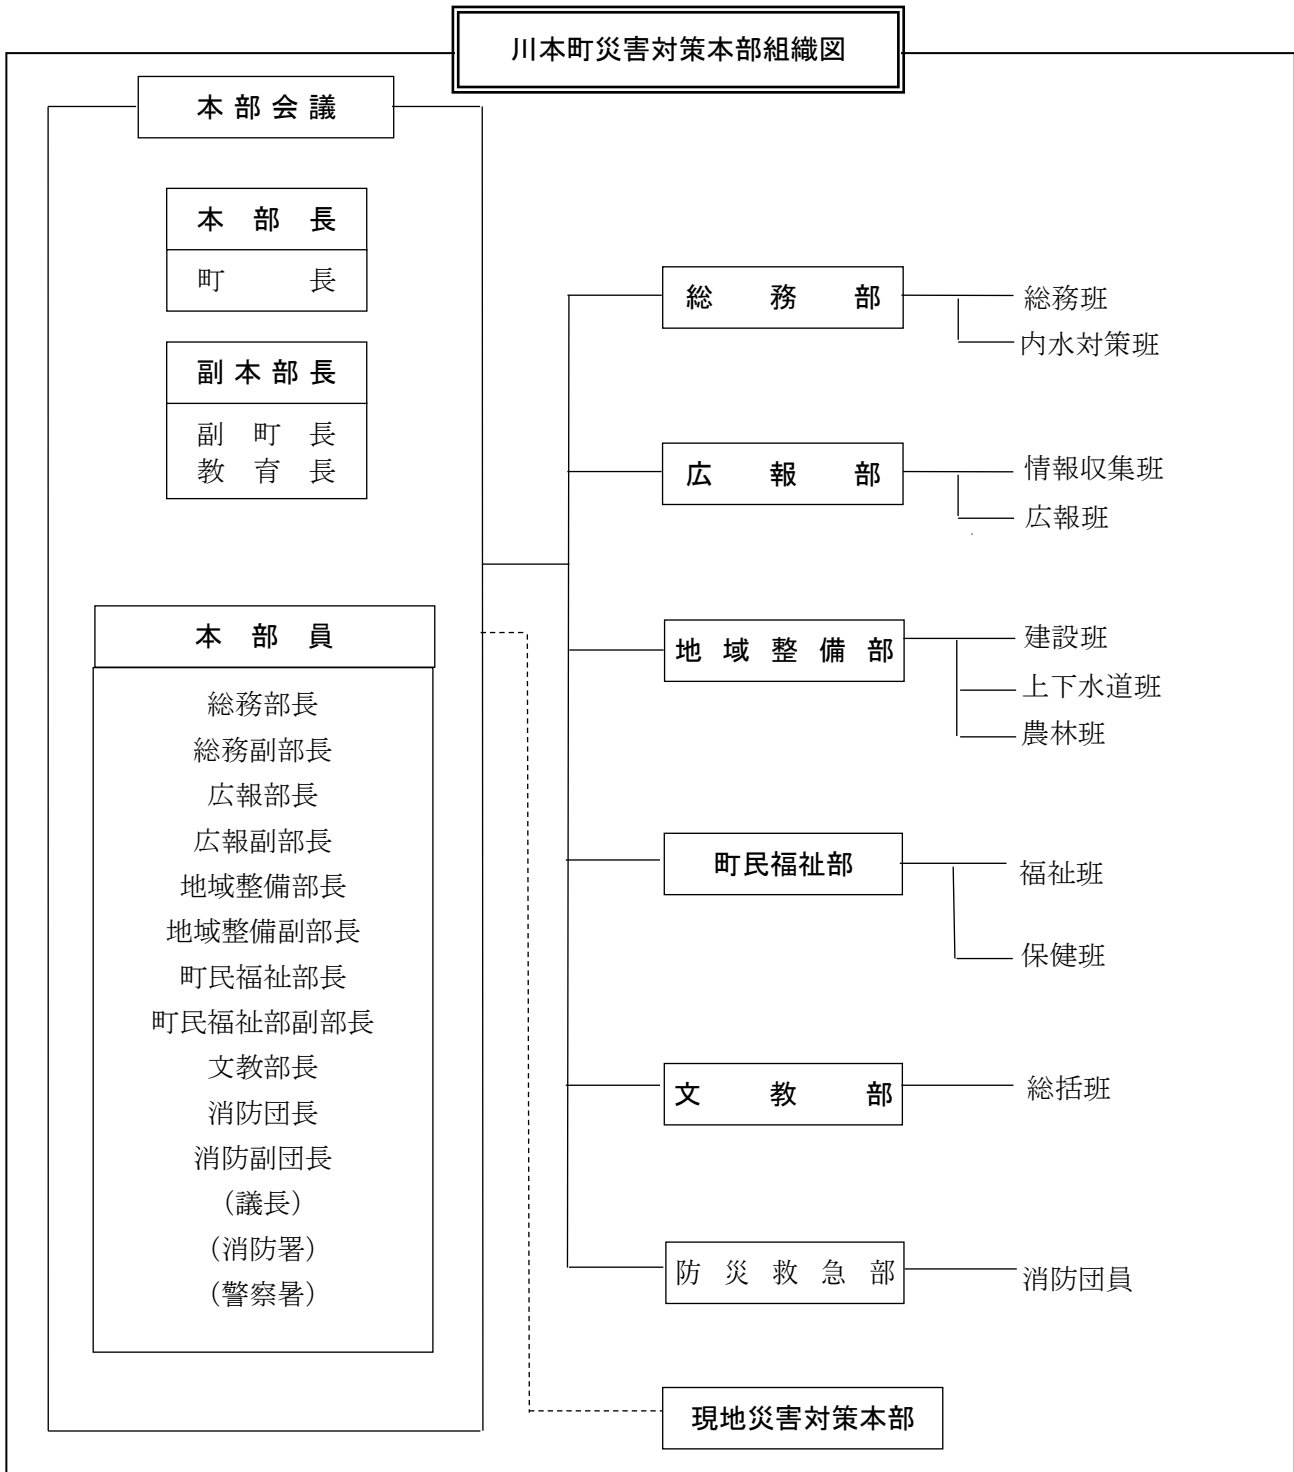 川本町災害対策本部組織図
本部会議
本部長
町長
副本部長
副町長
教育長
本部員
総務部長
総務副部長
広報部長
広報副部長
地域整備部長
地域整備副部長
町民福祉部長
町民福祉部副部長
文教部長
消防団長
消防副団長
(議長)
(消防署)
(警察暑)
総務部
総務班
内水対策班
広報部
情報収集班
広報班
地域整備部
建設班
上下水道班
農林班
町民福祉部
福祉班
保健班
文教部
総括班
防災救急部
消防団員
現地災害対策本部